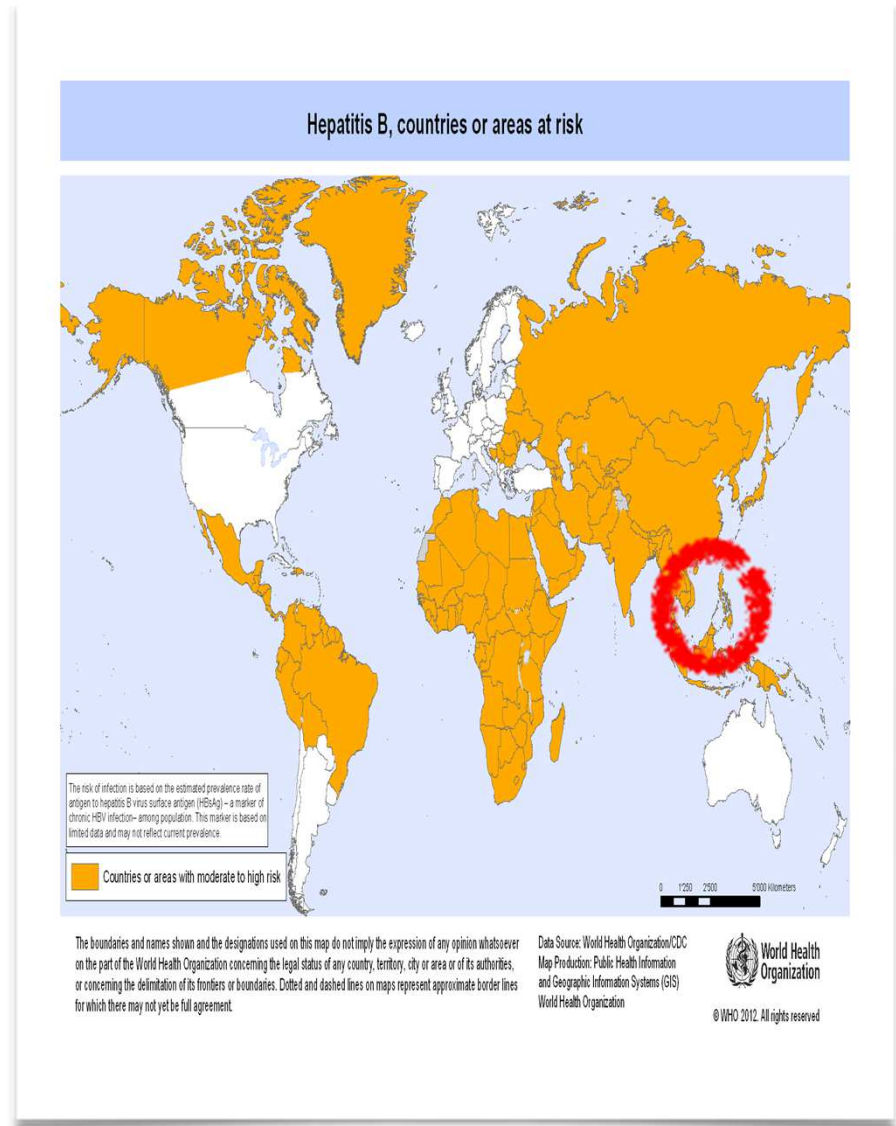 Hepatitis B, countries or areas at risk
The risk of infection is based on the estimated prevalence rate of
antigen to hepatitis B virus surface antigen (HBsAg) – a marker of
chronic HBV infection– among population. This marker is based on
limited data and may not reflect current prevalence.
Countries or areas with moderate to high risk
0 1'250 2'500 5'000 Kilometers
The boundaries and names shown and the designations used on this map do not imply the expression of any opinion whatsoever
on the part of the World Health Organization concerning the legal status of any country, territory, city or area or of its authorities,
or concerning the delimitation of its frontiers or boundaries. Dotted and dashed lines on maps represent approximate border lines
for which there may not yet be full agreement.
Data Source: World Health Organization/CDC
Map Production: Public Health Information
and Geographic Information Systems (GIS)
World Health Organization
World Health
Organization
© WHO 2012. All rights reserved